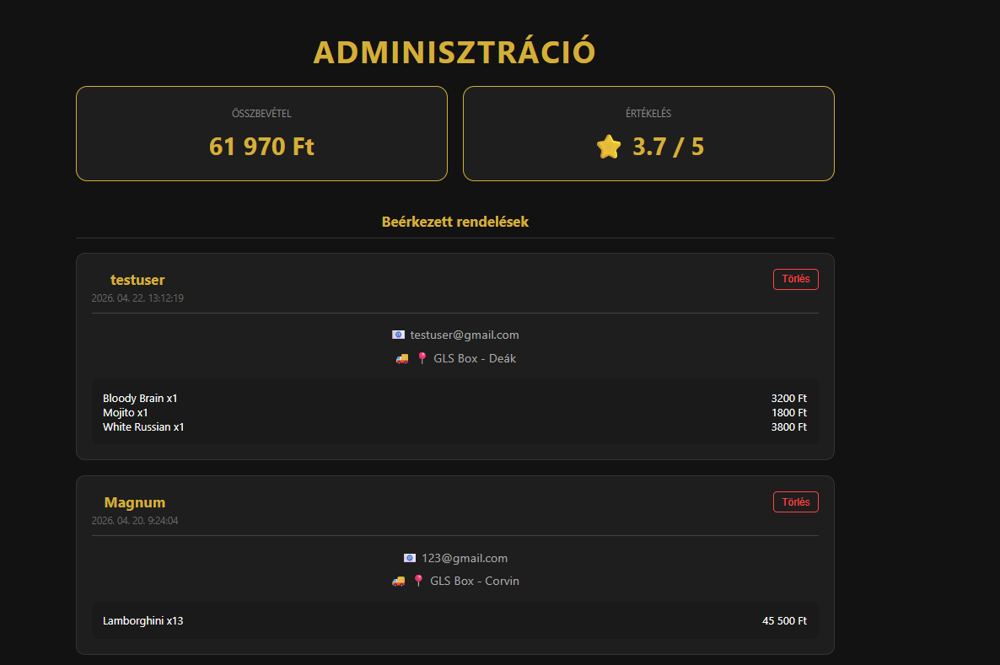 ADMINISZTRÁCIÓ
ÖSSZBEVÉTEL
61 970 Ft
ÉRTÉKELÉS
⭐ 3.7 / 5
Beérkezett rendelések
testuser
Törlés
2026. 04. 22. 13:12:19
📧 testuser@gmail.com
🚚 📍 GLS Box - Deák
Bloody Brain x1 3200 Ft
Mojito x1 1800 Ft
White Russian x1 3800 Ft
Magnum
Törlés
2026. 04. 20. 9:24:04
📧 123@gmail.com
🚚 📍 GLS Box - Corvin
Lamborghini x13 45 500 Ft